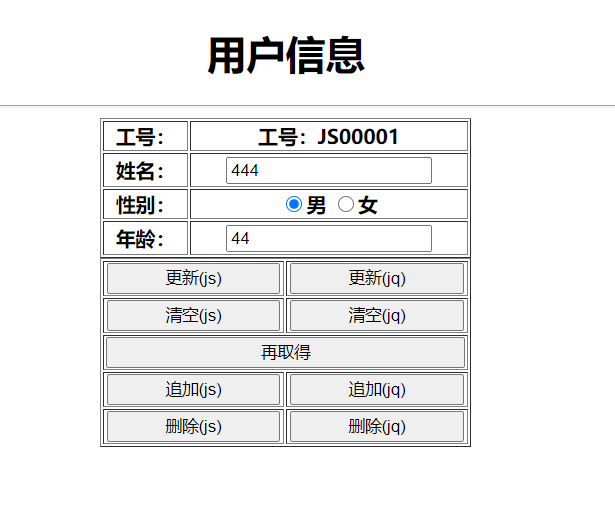 用户信息
工号： 工号：JS00001
姓名： 444
性别： 男 女
年龄： 44
更新(js) 更新(jq)
清空(js) 清空(jq)
再取得
追加(js) 追加(jq)
删除(js) 删除(jq)